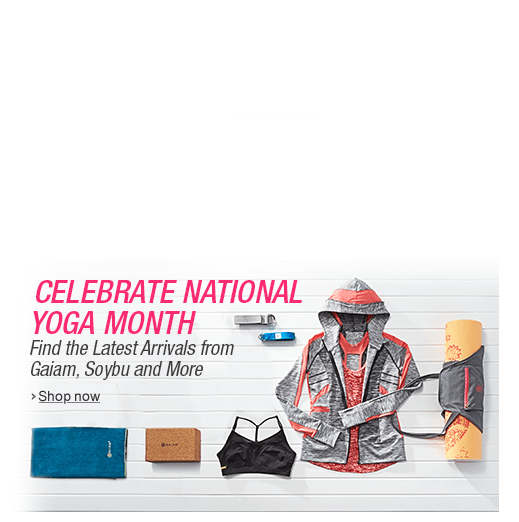 CELEBRATE NATIONAL
YOGA MONTH
Find the Latest Arrivals from
Gaiam, Soybu and More
› Shop now